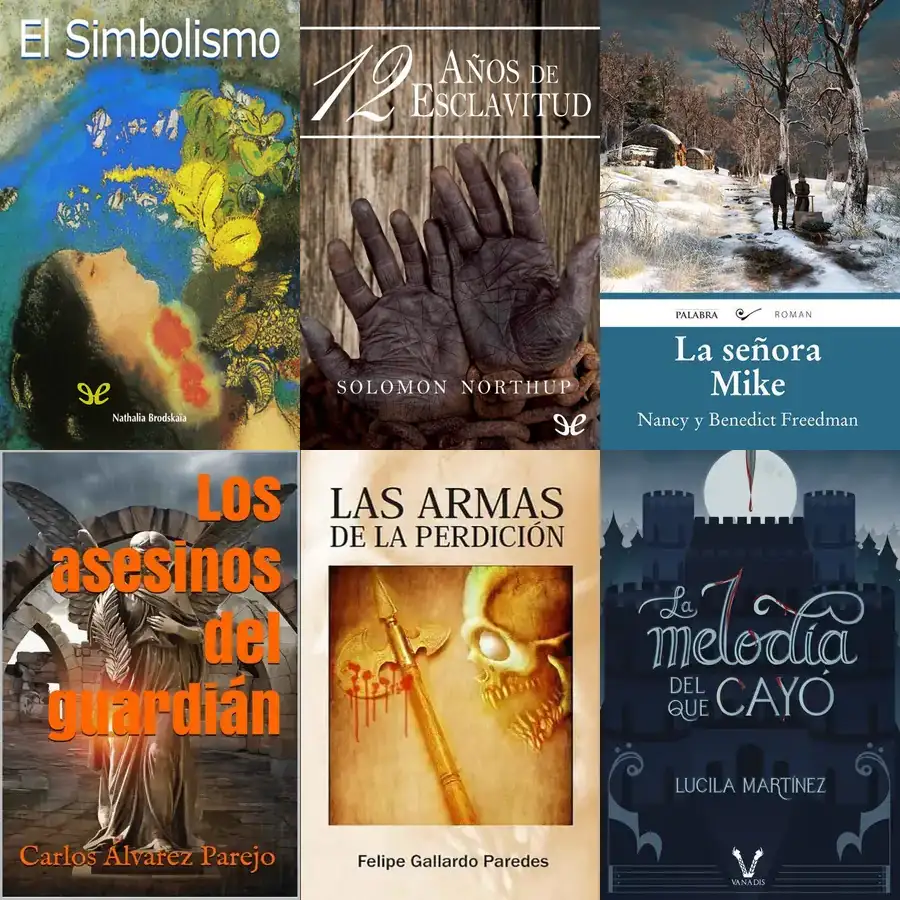 El Simbolismo
Nathalia Brodskaïa
12 AÑOS DE
ESCLAVITUD
SOLOMON NORTHUP
PALABRA ROMAN
La señora
Mike
Nancy y Benedict Freedman
Los
asesinos
del
guardián
Carlos Álvarez Parejo
LAS ARMAS
DE LA PERDICIÓN
Felipe Gallardo Paredes
La
melodía
DEL
QUE CAYÓ
LUCILA MARTÍNEZ
VANADIS